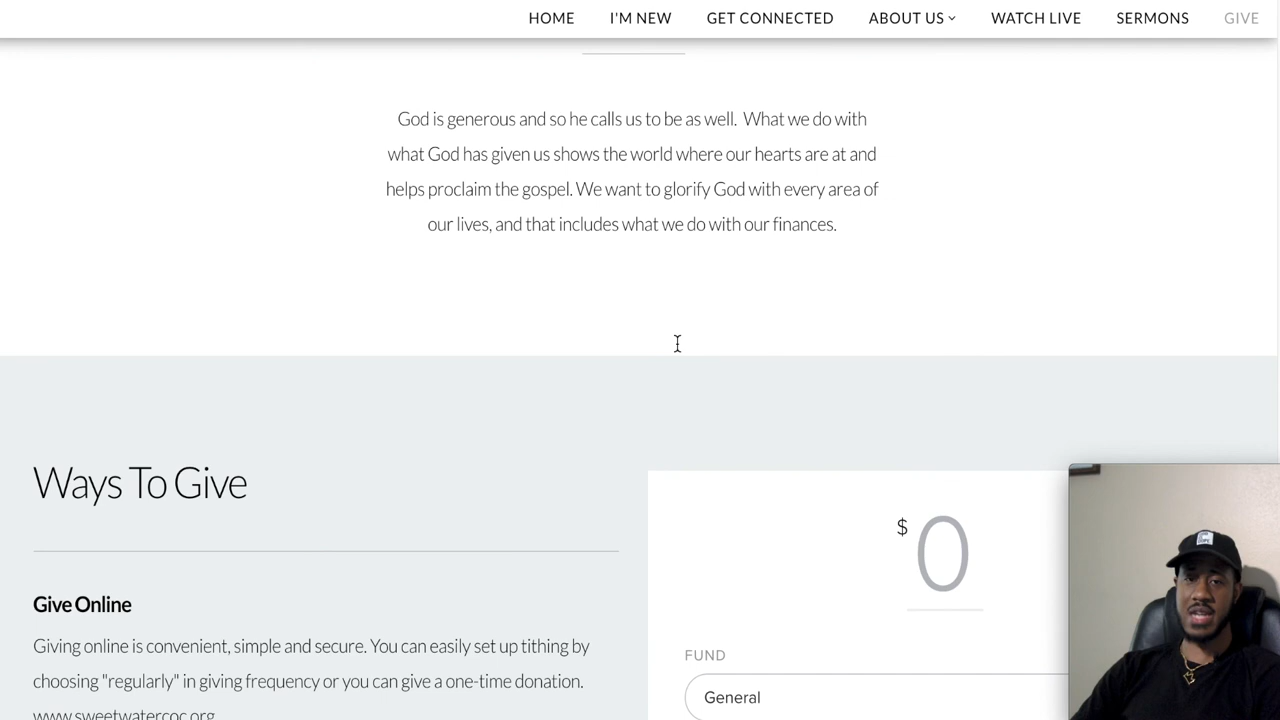 HOME I'M NEW GET CONNECTED ABOUT US WATCH LIVE SERMONS GIVE
God is generous and so he calls us to be as well. What we do with
what God has given us shows the world where our hearts are at and
helps proclaim the gospel. We want to glorify God with every area of
our lives, and that includes what we do with our finances.
Ways To Give
Give Online
Giving online is convenient, simple and secure. You can easily set up tithing by
choosing "regularly" in giving frequency or you can give a one-time donation.
www.sweetwatercoc.org
$0
FUND
General